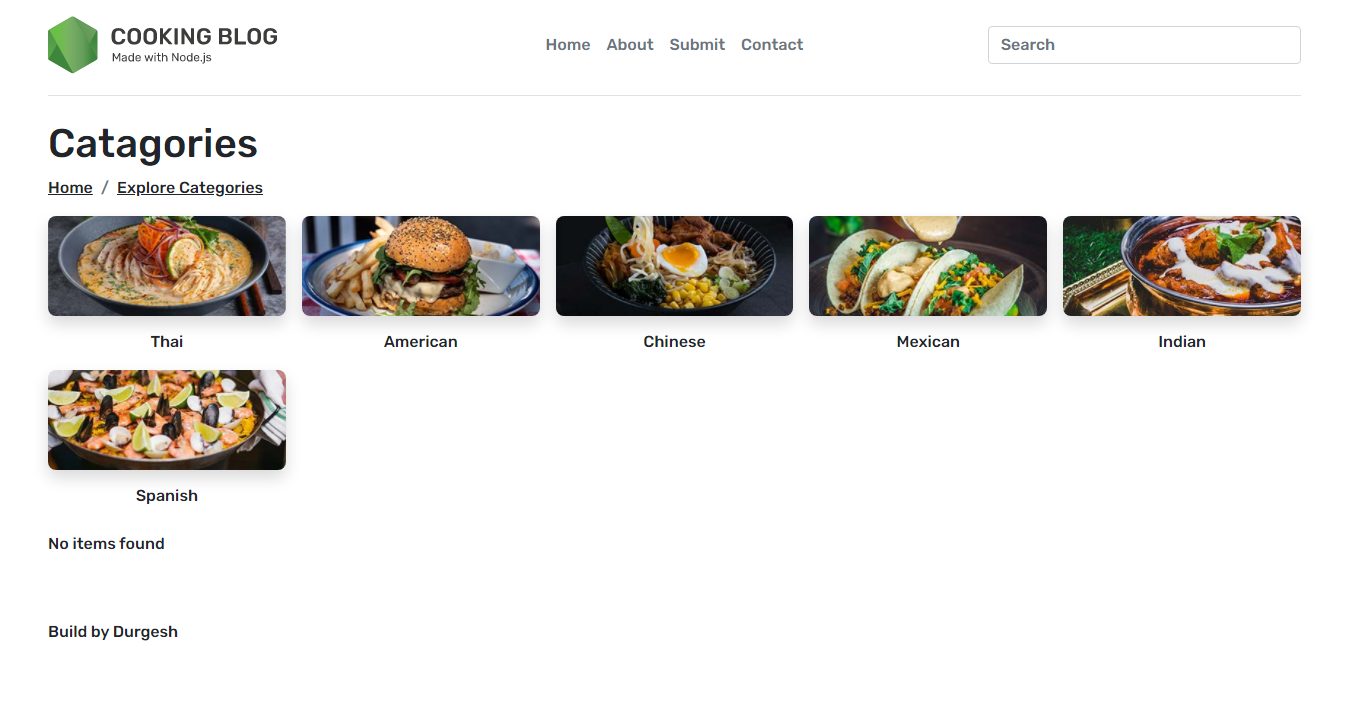 COOKING BLOG
Made with Node.js
Home About Submit Contact
Search
Catagories
Home / Explore Categories
Thai American Chinese Mexican Indian
Spanish
No items found
Build by Durgesh